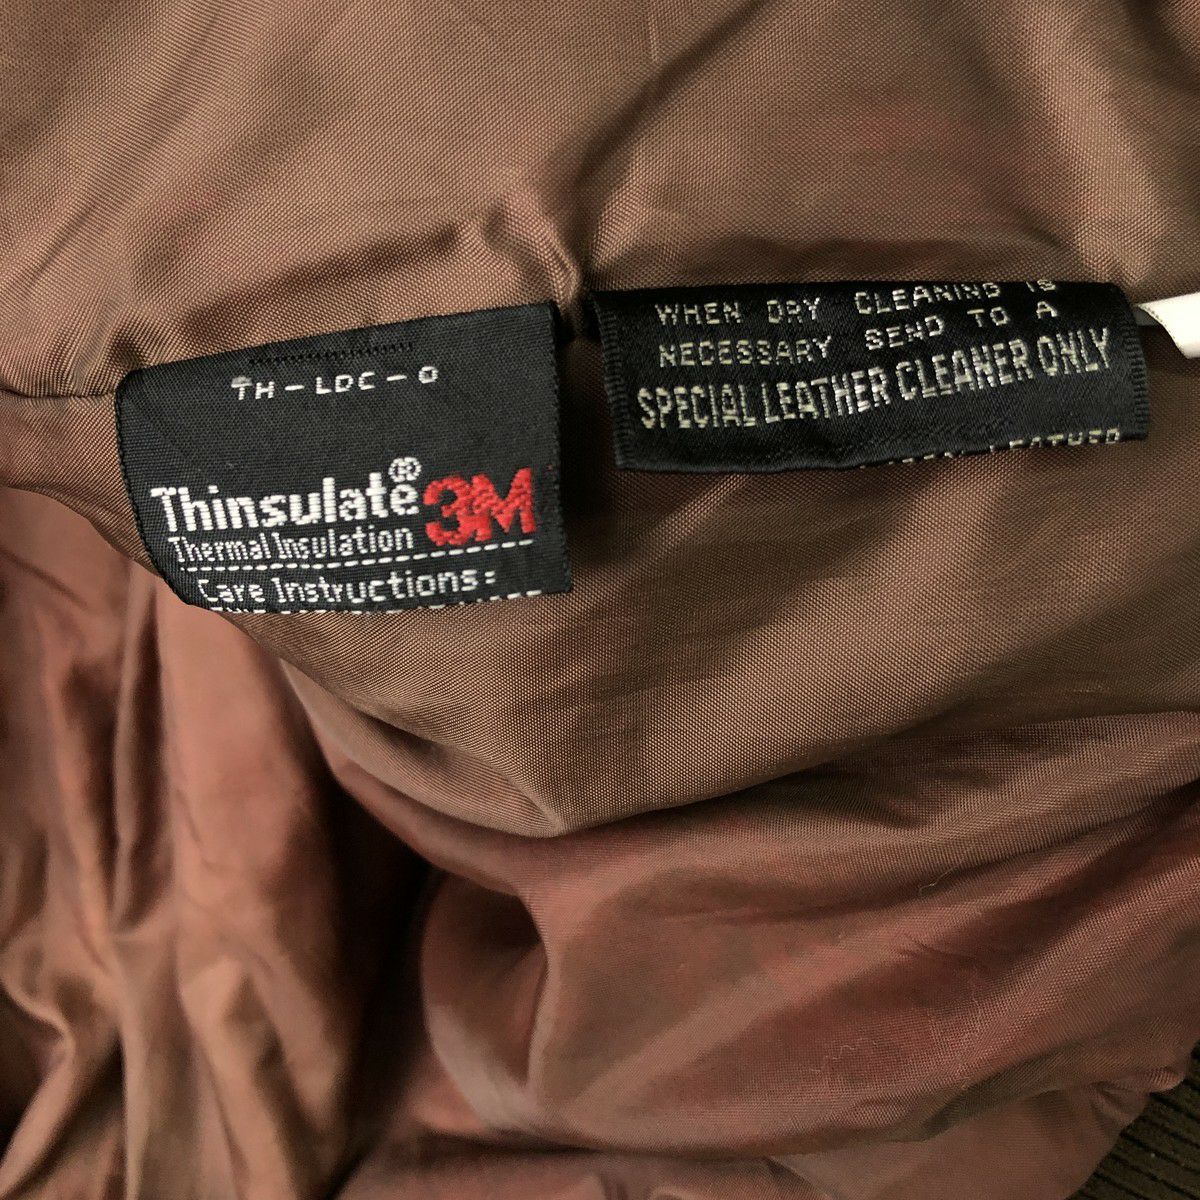 TH-LDC-O
Thinsulate® 3M
Thermal Insulation
Care Instructions:
WHEN DRY CLEANING IS
NECESSARY SEND TO A
SPECIAL LEATHER CLEANER ONLY
LEATHER